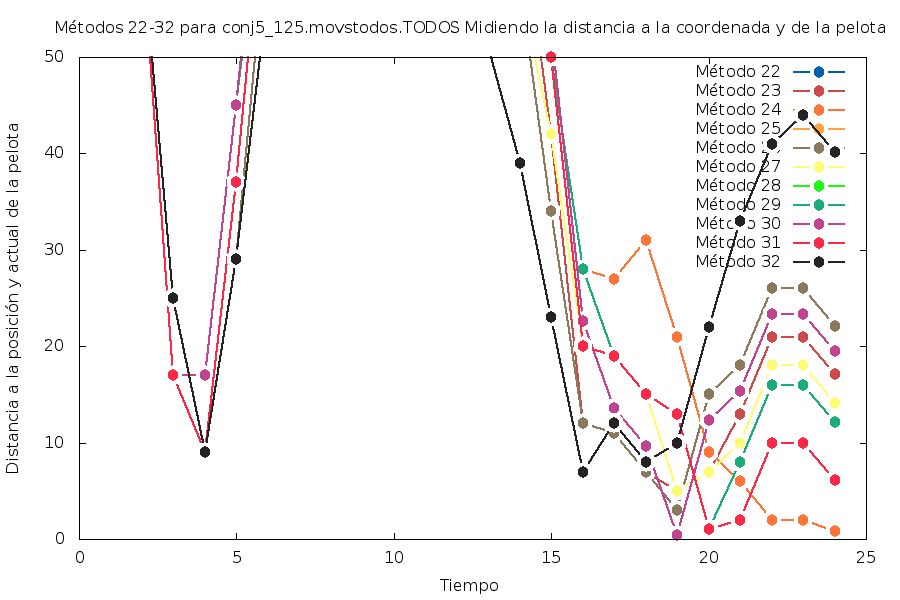 Métodos 22-32 para conj5_125.movstodos.TODOS Midiendo la distancia a la coordenada y de la pelota
Distancia a la posición y actual de la pelota
50
40
30
20
10
0
0
5
10
15
20
25
Tiempo
Método 22
Método 23
Método 24
Método 25
Método
Método 27
Método 28
Método 29
Método 30
Método 31
Método 32